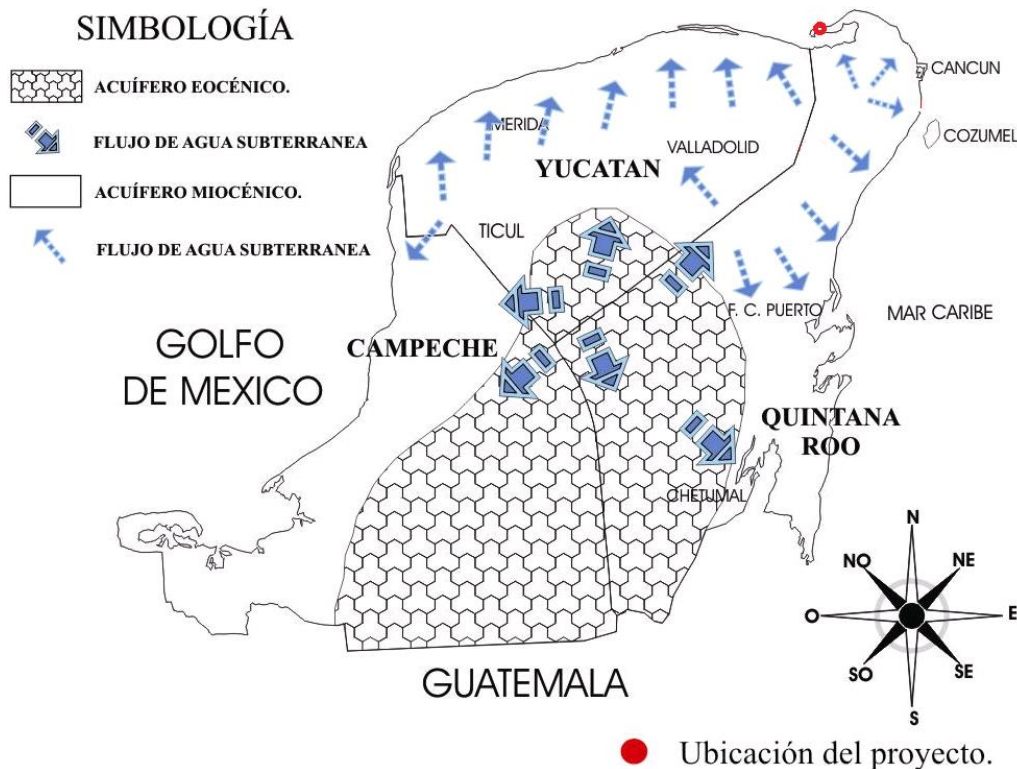 SIMBOLOGÍA
ACUÍFERO EOCÉNICO.
FLUJO DE AGUA SUBTERRANEA
ACUÍFERO MIOCÉNICO.
FLUJO DE AGUA SUBTERRANEA
CANCUN
COZUMEL
MERIDA
VALLADOLID
YUCATAN
TICUL
F. C. PUERTO
MAR CARIBE
GOLFO
DE MEXICO
CAMPECHE
QUINTANA
ROO
CHETUMAL
GUATEMALA
N
NO
NE
O
E
SO
SE
S
Ubicación del proyecto.